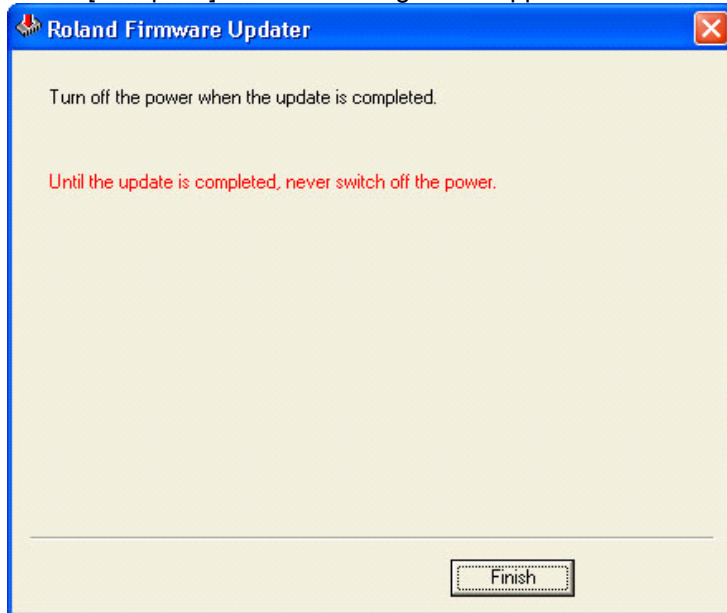 Roland Firmware Updater
Turn off the power when the update is completed.
Until the update is completed, never switch off the power.
Finish